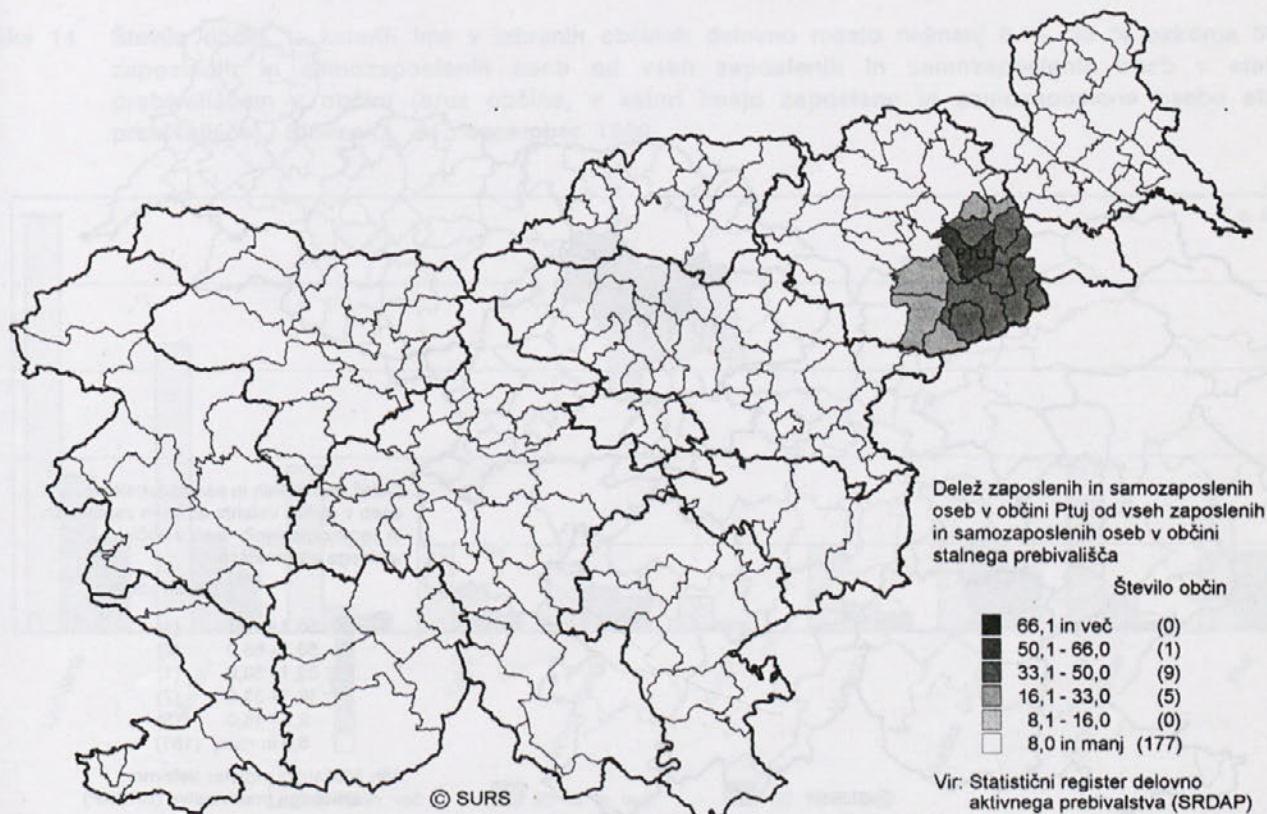 Ptuj
Delež zaposlenih in samozaposlenih
oseb v občini Ptuj od vseh zaposlenih
in samozaposlenih oseb v občini
stalnega prebivališča
Število občin
66,1 in več (0)
50,1 - 66,0 (1)
33,1 - 50,0 (9)
16,1 - 33,0 (5)
8,1 - 16,0 (0)
8,0 in manj (177)
© SURS
Vir: Statistični register delovno
aktivnega prebivalstva (SRDAP)